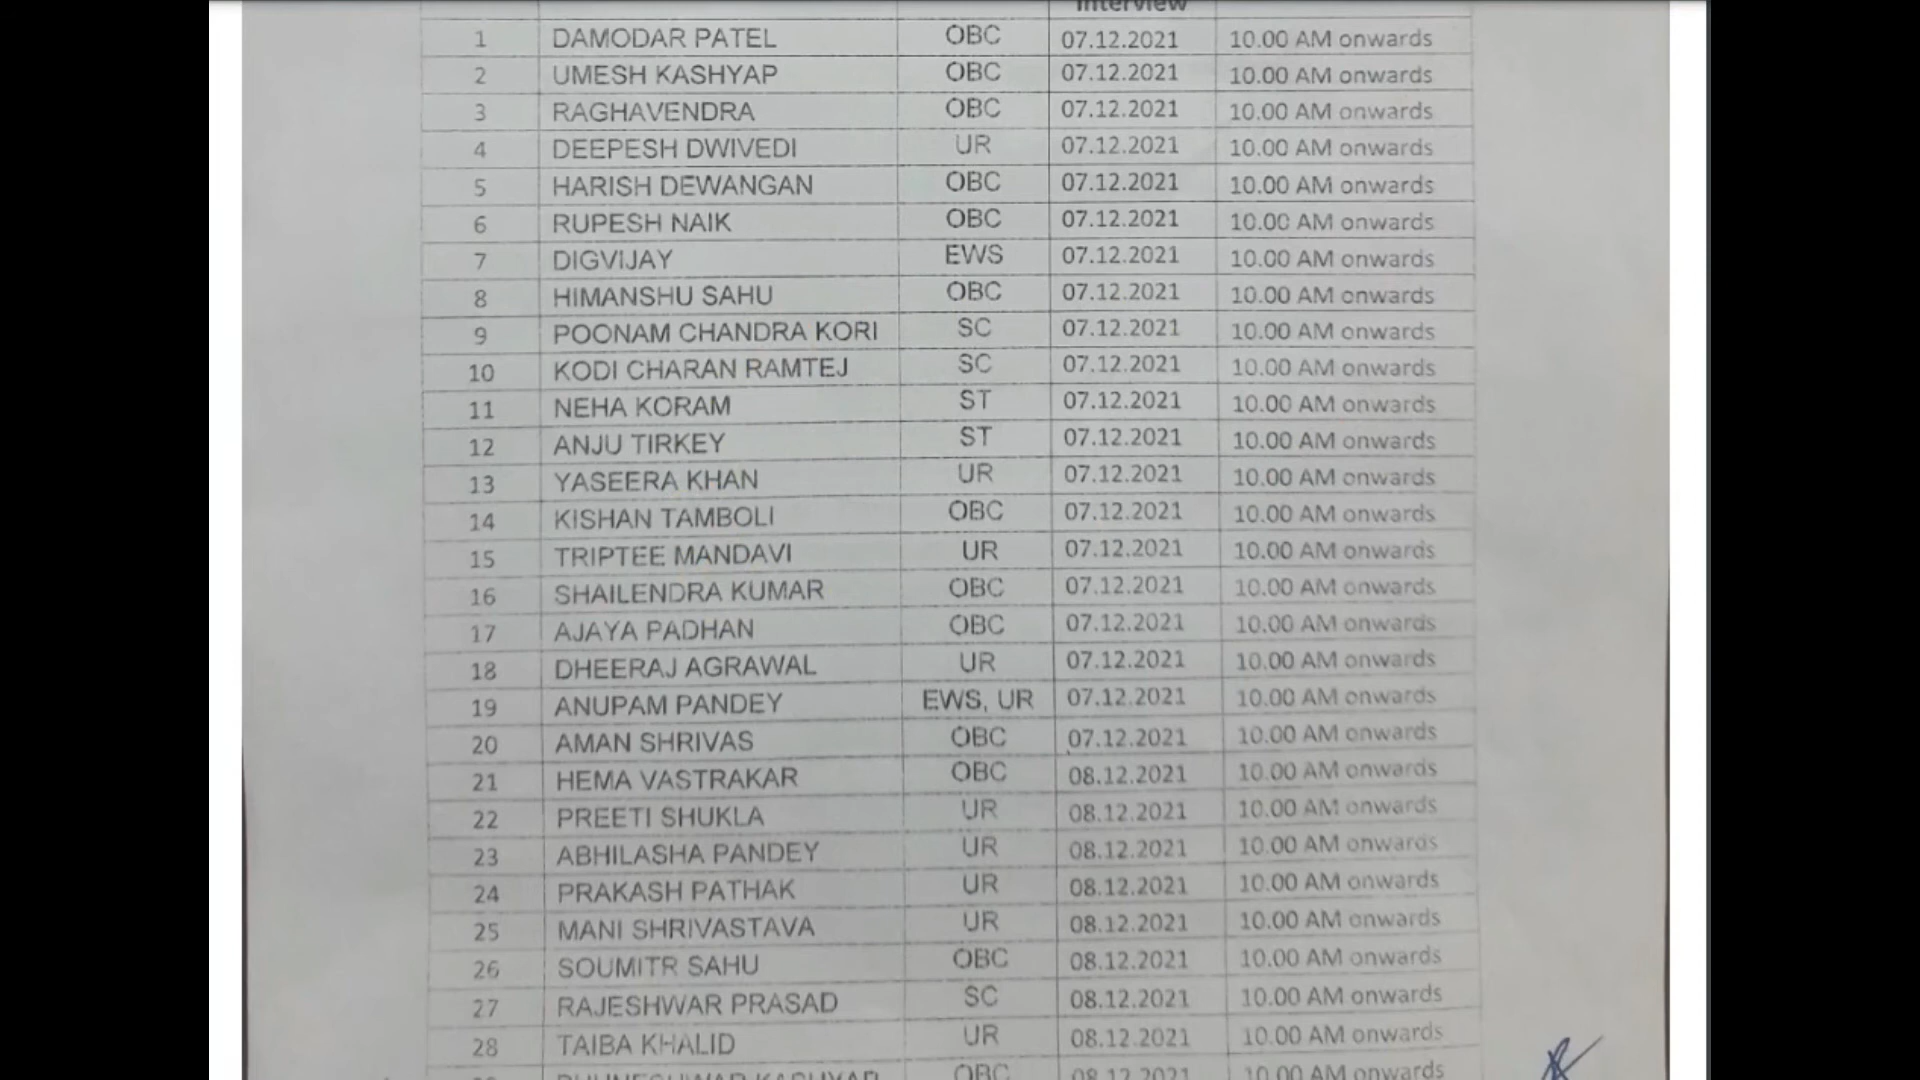 Interview
1 DAMODAR PATEL OBC 07.12.2021 10.00 AM onwards
2 UMESH KASHYAP OBC 07.12.2021 10.00 AM onwards
3 RAGHAVENDRA OBC 07.12.2021 10.00 AM onwards
4 DEEPESH DWIVEDI UR 07.12.2021 10.00 AM onwards
5 HARISH DEWANGAN OBC 07.12.2021 10.00 AM onwards
6 RUPESH NAIK OBC 07.12.2021 10.00 AM onwards
7 DIGVIJAY EWS 07.12.2021 10.00 AM onwards
8 HIMANSHU SAHU OBC 07.12.2021 10.00 AM onwards
9 POONAM CHANDRA KORI SC 07.12.2021 10.00 AM onwards
10 KODI CHARAN RAMTEJ SC 07.12.2021 10.00 AM onwards
11 NEHA KORAM ST 07.12.2021 10.00 AM onwards
12 ANJU TIRKEY ST 07.12.2021 10.00 AM onwards
13 YASEERA KHAN UR 07.12.2021 10.00 AM onwards
14 KISHAN TAMBOLI OBC 07.12.2021 10.00 AM onwards
15 TRIPTEE MANDAVI UR 07.12.2021 10.00 AM onwards
16 SHAILENDRA KUMAR OBC 07.12.2021 10.00 AM onwards
17 AJAYA PADHAN OBC 07.12.2021 10.00 AM onwards
18 DHEERAJ AGRAWAL UR 07.12.2021 10.00 AM onwards
19 ANUPAM PANDEY EWS, UR 07.12.2021 10.00 AM onwards
20 AMAN SHRIVAS OBC 07.12.2021 10.00 AM onwards
21 HEMA VASTRAKAR OBC 08.12.2021 10.00 AM onwards
22 PREETI SHUKLA UR 08.12.2021 10.00 AM onwards
23 ABHILASHA PANDEY UR 08.12.2021 10.00 AM onwards
24 PRAKASH PATHAK UR 08.12.2021 10.00 AM onwards
25 MANI SHRIVASTAVA UR 08.12.2021 10.00 AM onwards
26 SOUMITR SAHU OBC 08.12.2021 10.00 AM onwards
27 RAJESHWAR PRASAD SC 08.12.2021 10.00 AM onwards
28 TAIBA KHALID UR 08.12.2021 10.00 AM onwards
OBC 08.12.2021 10.00 AM onwards